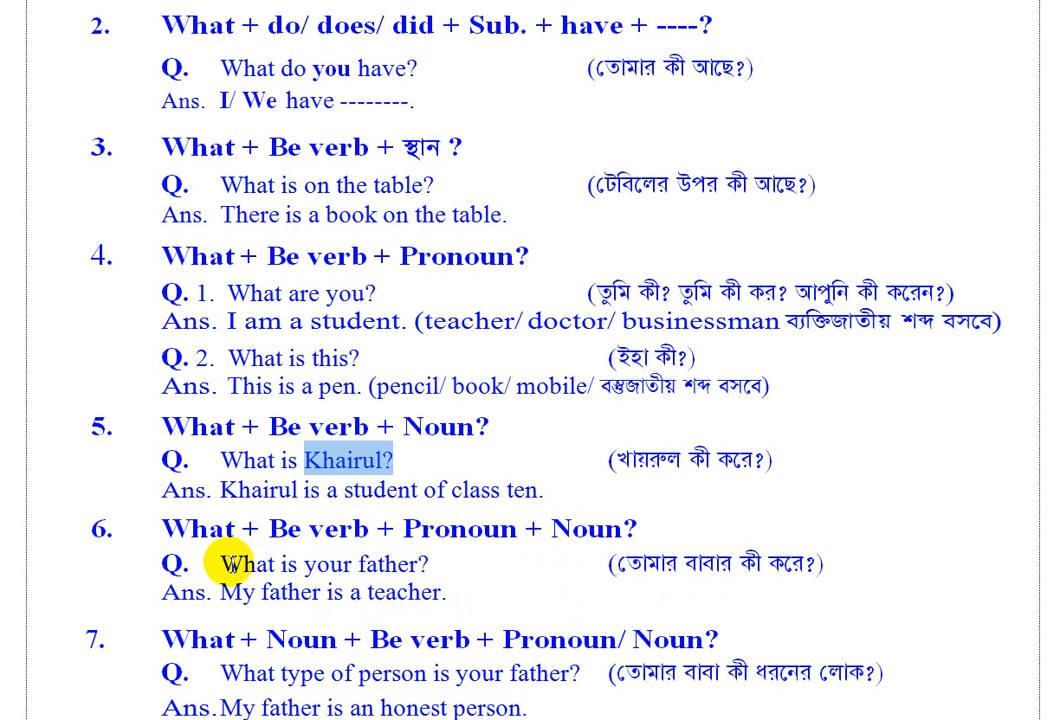 2. What + do/ does/ did + Sub. + have + ----?
Q. What do you have? (তোমার কী আছে?)
Ans. I/ We have --------.
3. What + Be verb + স্থান ?
Q. What is on the table? (টেবিলের উপর কী আছে?)
Ans. There is a book on the table.
4. What + Be verb + Pronoun?
Q. 1. What are you? (তুমি কী? তুমি কী কর? আপুনি কী করেন?)
Ans. I am a student. (teacher/ doctor/ businessman ব্যক্তিজাতীয় শব্দ বসবে)
Q. 2. What is this? (ইহা কী?)
Ans. This is a pen. (pencil/ book/ mobile/ বস্তুজাতীয় শব্দ বসবে)
5. What + Be verb + Noun?
Q. What is Khairul? (খায়রুল কী করে?)
Ans. Khairul is a student of class ten.
6. What + Be verb + Pronoun + Noun?
Q. What is your father? (তোমার বাবার কী করে?)
Ans. My father is a teacher.
7. What + Noun + Be verb + Pronoun/ Noun?
Q. What type of person is your father? (তোমার বাবা কী ধরনের লোক?)
Ans. My father is an honest person.